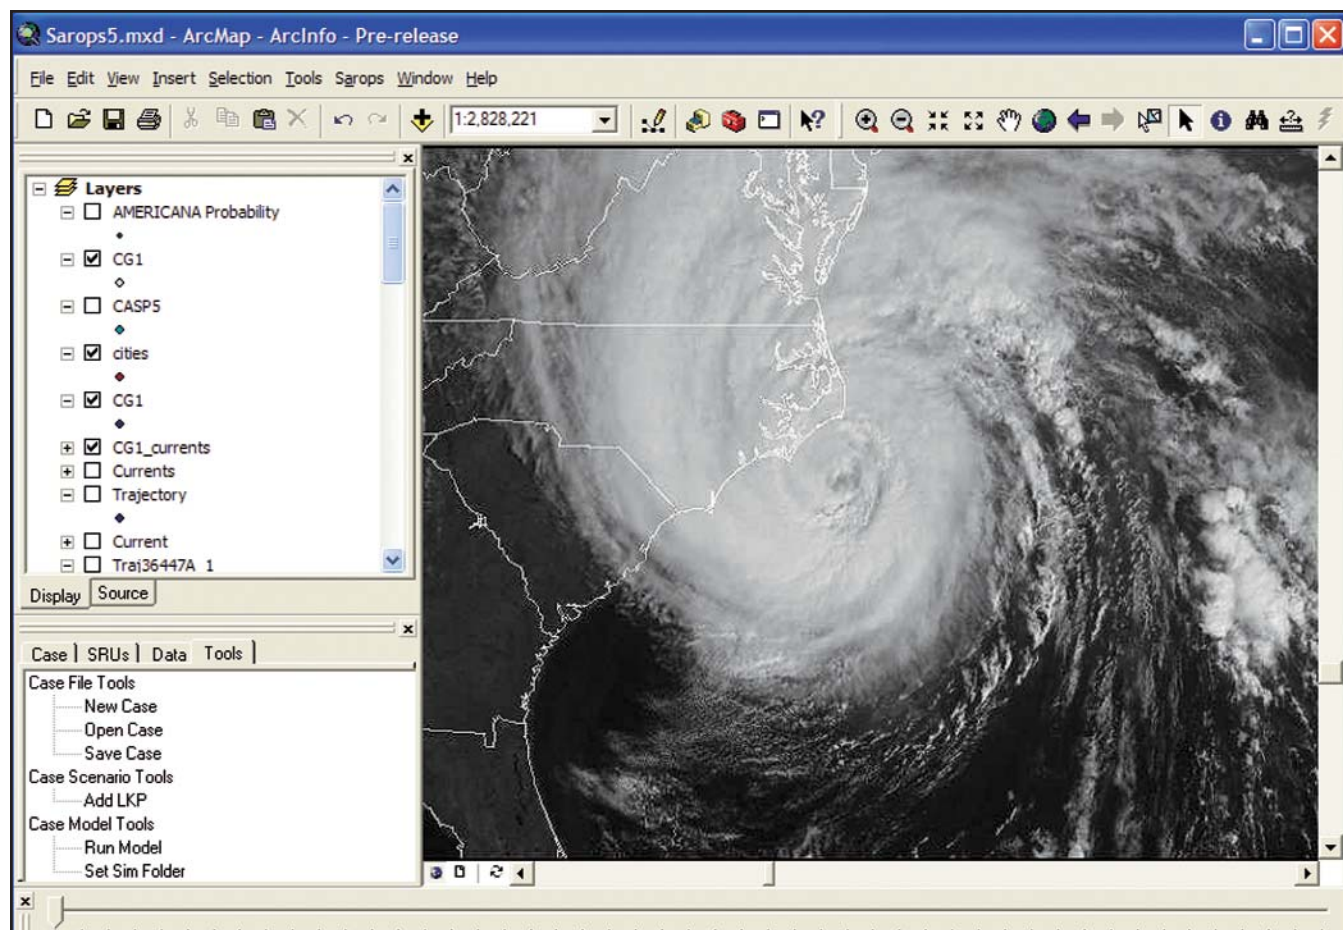 Sarops5.mxd - ArcMap - ArcInfo - Pre-release
File Edit View Insert Selection Tools Sarops Window Help
1:2,828,221
Layers
AMERICANA Probability
CG1
CASP5
cities
CG1
CG1_currents
Currents
Trajectory
Current
Traj36447A_1
Display Source
Case SRUs Data Tools
Case File Tools
New Case
Open Case
Save Case
Case Scenario Tools
Add LKP
Case Model Tools
Run Model
Set Sim Folder